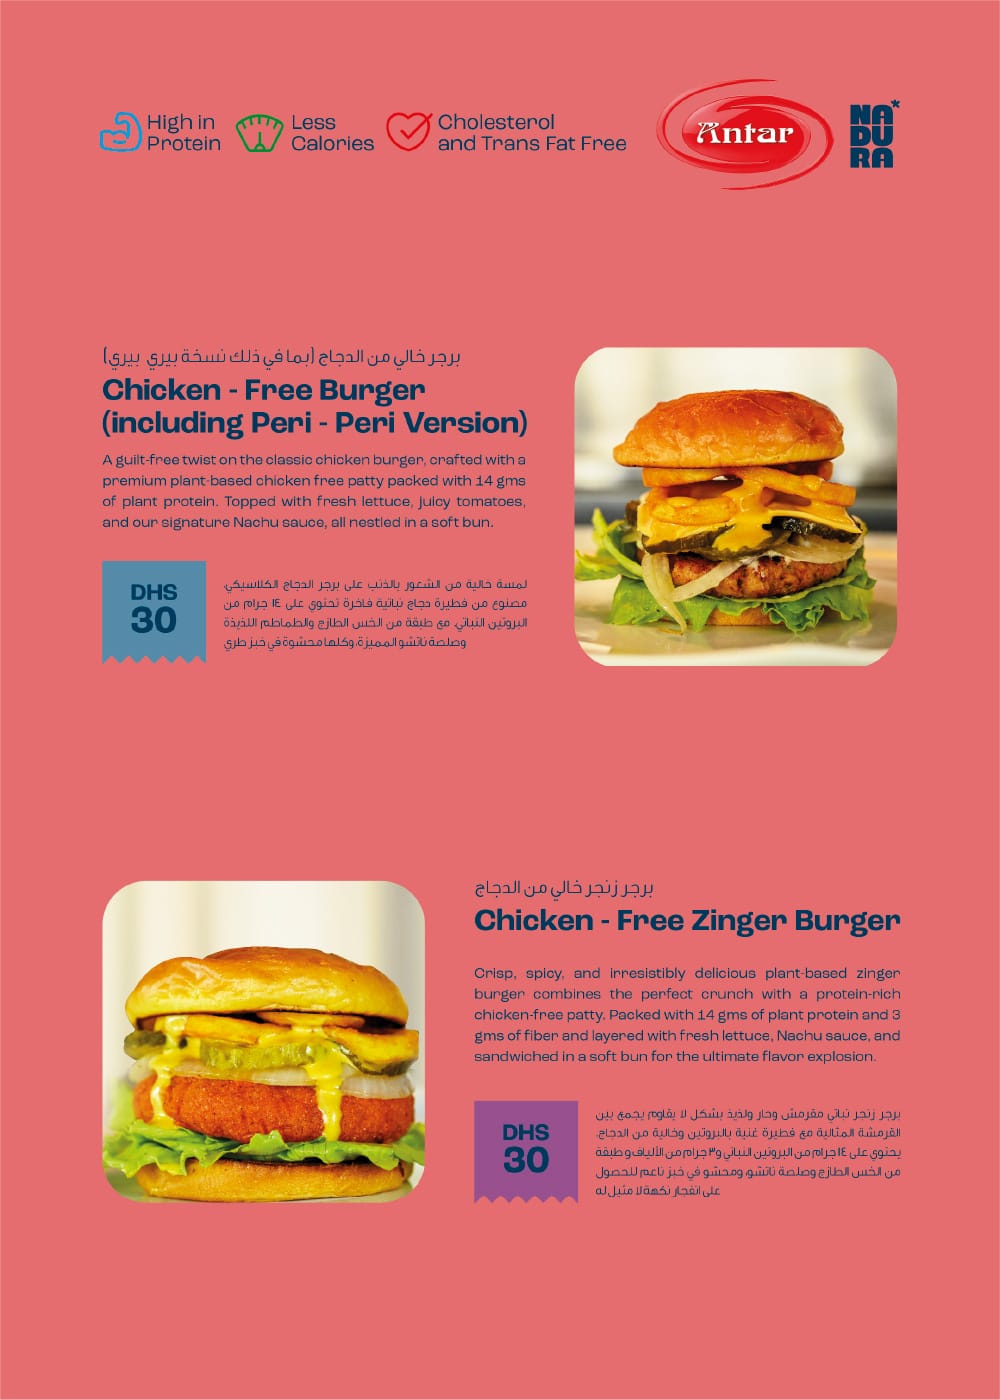 High in
Protein
Less
Calories
Cholesterol
and Trans Fat Free
Antar
NA*
DU
RA
برجر خالي من الدجاج (بما في ذلك نسخة بيري بيري)
Chicken - Free Burger
(including Peri - Peri Version)
A guilt-free twist on the classic chicken burger, crafted with a
premium plant-based chicken free patty packed with 14 gms
of plant protein. Topped with fresh lettuce, juicy tomatoes,
and our signature Nachu sauce, all nestled in a soft bun.
DHS
30
لمسة خالية من الشعور بالذنب على برجر الدجاج الكلاسيكي،
مصنوع من فطيرة دجاج نباتية فاخرة تحتوي على ١٤ جرام من
البروتين النباتي. مع طبقة من الخس الطازج والطماطم اللذيذة
وصلصة ناتشو المميزة، وكلها محشوة في خبز طري
برجر زنجر خالي من الدجاج
Chicken - Free Zinger Burger
Crisp, spicy, and irresistibly delicious plant-based zinger
burger combines the perfect crunch with a protein-rich
chicken-free patty. Packed with 14 gms of plant protein and 3
gms of fiber and layered with fresh lettuce, Nachu sauce, and
sandwiched in a soft bun for the ultimate flavor explosion.
DHS
30
برجر زنجر نباتي مقرمش وحار ولذيذ بشكل لا يقاوم يجمع بين
القرمشة المثالية مع فطيرة غنية بالبروتين وخالية من الدجاج.
يحتوي على ١٤ جرام من البروتين النباتي و٣ جرام من الألياف و طبقة
من الخس الطازج وصلصة ناتشو، ومحشو في خبز ناعم للحصول
على انفجار نكهة لا مثيل له